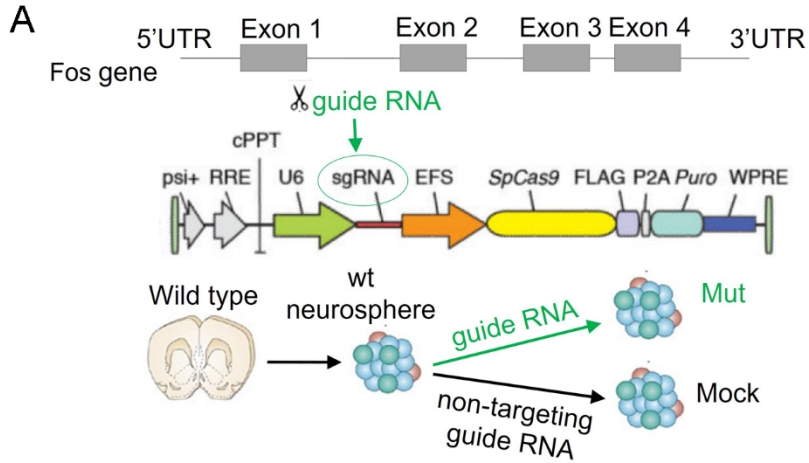 A
5'UTR Exon 1 Exon 2 Exon 3 Exon 4 3'UTR
Fos gene
guide RNA
cPPT
psi+ RRE U6 sgRNA EFS SpCas9 FLAG P2A Puro WPRE
Wild type
wt
neurosphere
guide RNA
Mut
non-targeting
guide RNA
Mock